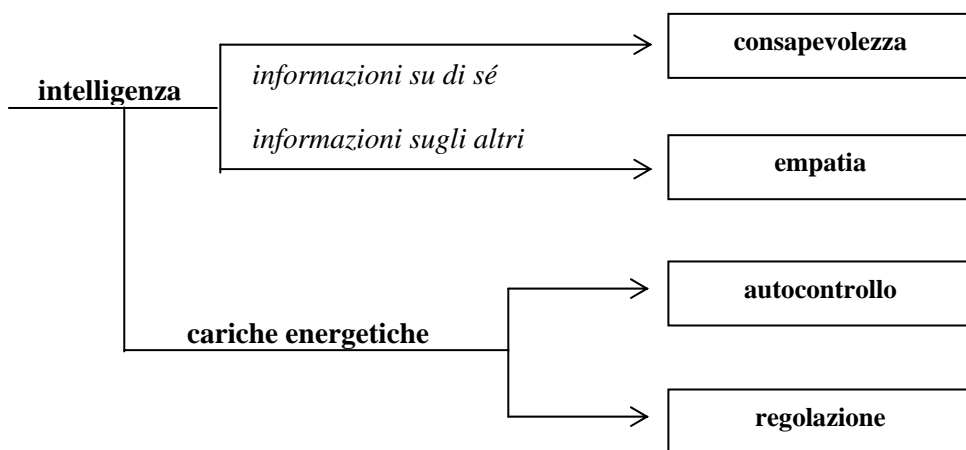 consapevolezza
informazioni su di sé
intelligenza
informazioni sugli altri
empatia
autocontrollo
cariche energetiche
regolazione